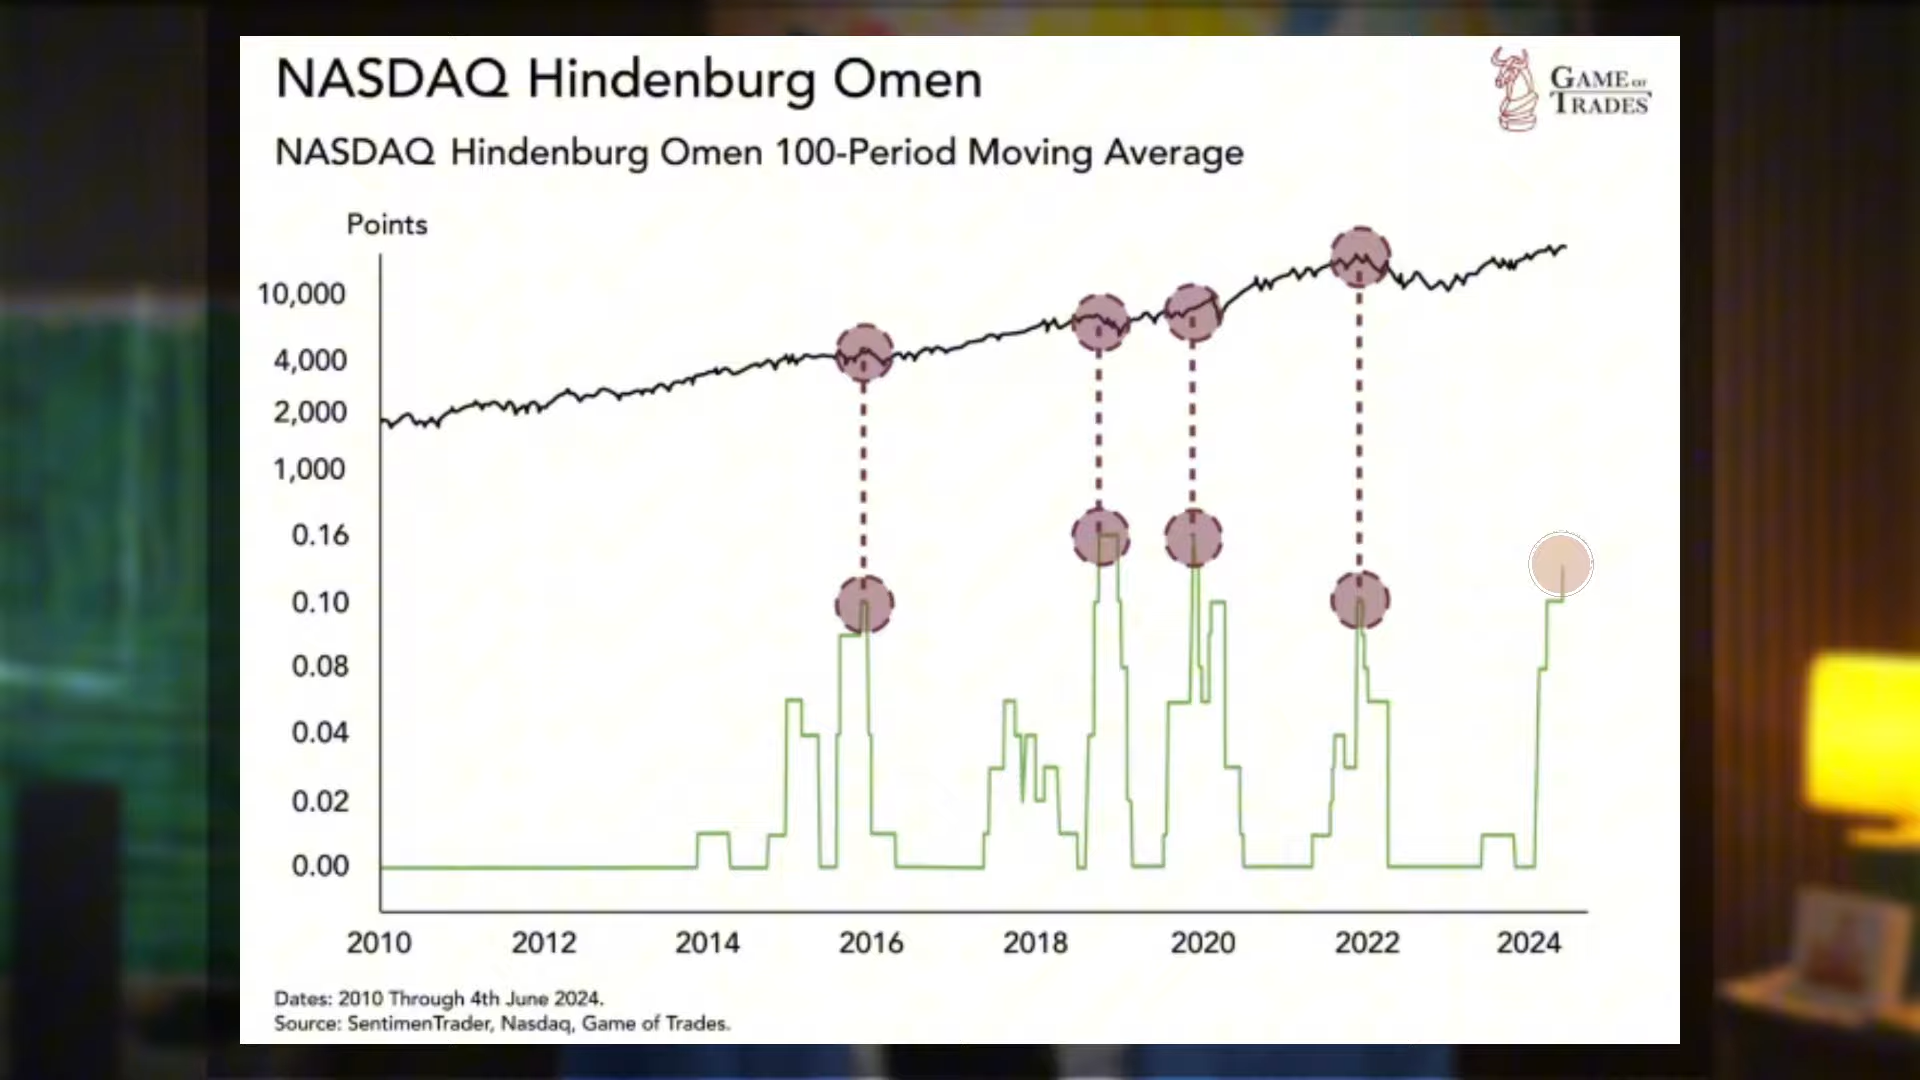 NASDAQ Hindenburg Omen
GAME OF
TRADES
NASDAQ Hindenburg Omen 100-Period Moving Average
Points
10,000
4,000
2,000
1,000
0.16
0.10
0.08
0.04
0.02
0.00
2010 2012 2014 2016 2018 2020 2022 2024
Dates: 2010 Through 4th June 2024.
Source: SentimenTrader, Nasdaq, Game of Trades.